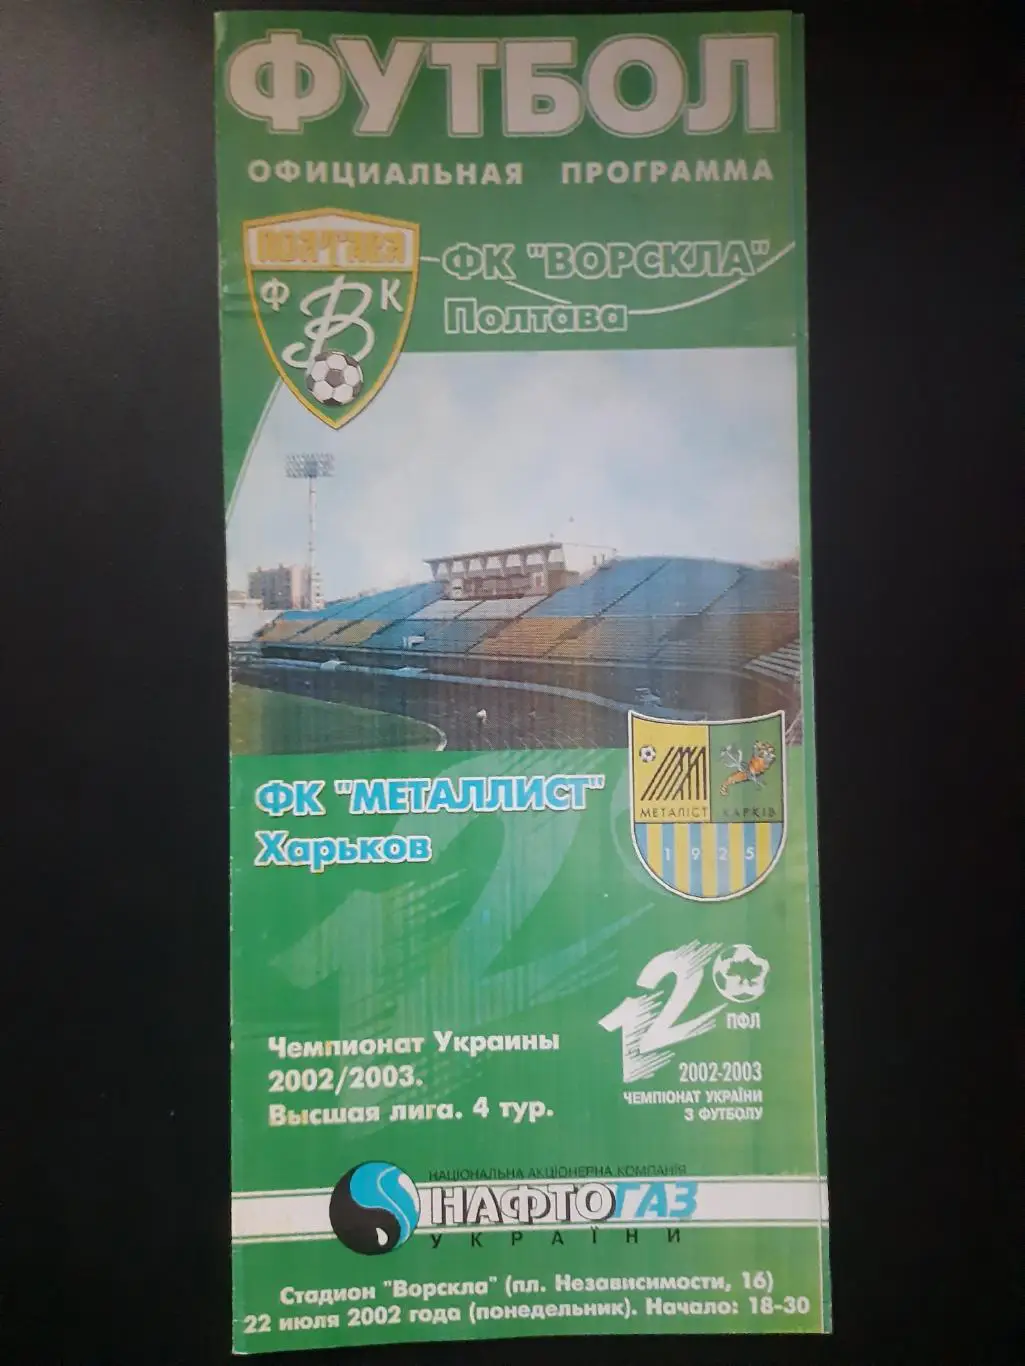 ФУТБОЛ
ОФИЦИАЛЬНАЯ ПРОГРАММА
ПОЛТАВА
Ф В К
ФК "ВОРСКЛА"
Полтава
ФК "МЕТАЛЛИСТ"
Харьков
МЕТАЛІСТ ХАРКІВ
1925
12
ПФЛ
2002-2003
ЧЕМПІОНАТ УКРАЇНИ
З ФУТБОЛУ
Чемпионат Украины
2002/2003.
Высшая лига. 4 тур.
НАЦІОНАЛЬНА АКЦІОНЕРНА КОМПАНІЯ
НАФТОГАЗ
УКРАЇНИ
Стадион "Ворскла" (пл. Независимости, 16)
22 июля 2002 года (понедельник). Начало: 18-30